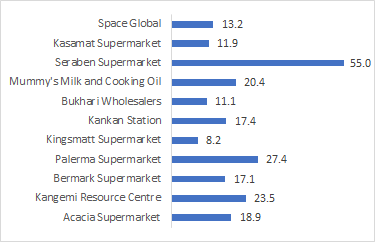 Space Global 13.2
Kasamat Supermarket 11.9
Seraben Supermarket 55.0
Mummy's Milk and Cooking Oil 20.4
Bukhari Wholesalers 11.1
Kankan Station 17.4
Kingsmatt Supermarket 8.2
Palerma Supermarket 27.4
Bermark Supermarket 17.1
Kangemi Resource Centre 23.5
Acacia Supermarket 18.9